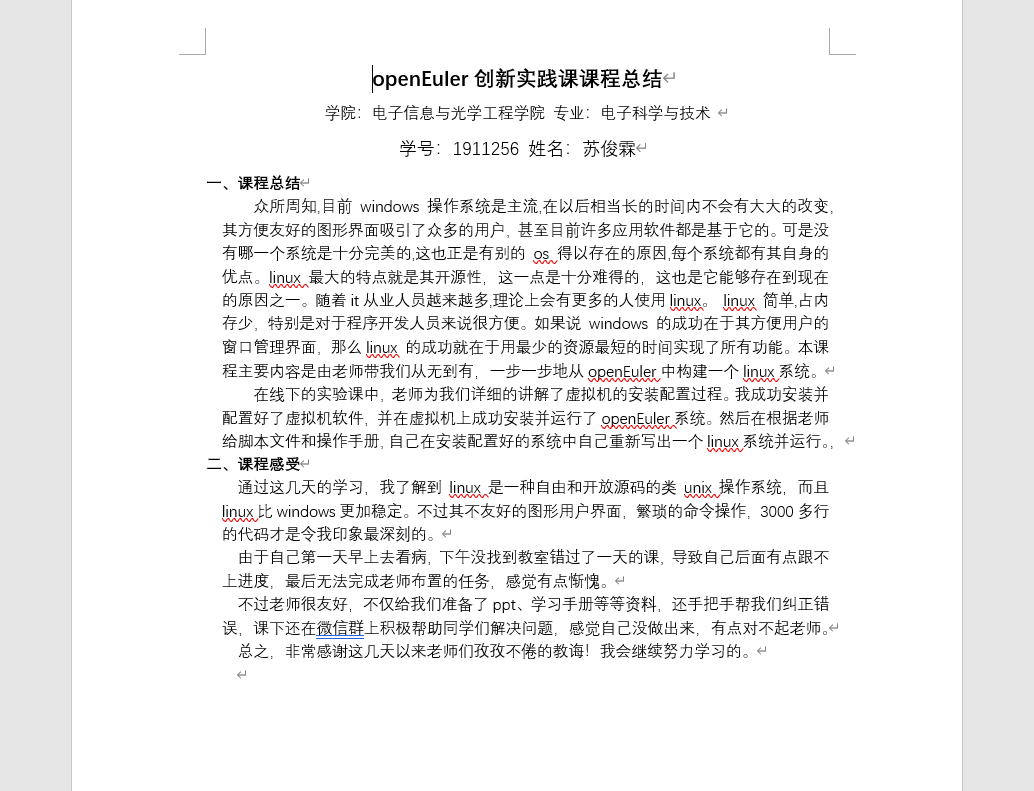 openEuler 创新实践课课程总结
学院：电子信息与光学工程学院 专业：电子科学与技术
学号：1911256 姓名：苏俊霖
一、课程总结
众所周知,目前 windows 操作系统是主流,在以后相当长的时间内不会有大大的改变,
其方便友好的图形界面吸引了众多的用户，甚至目前许多应用软件都是基于它的。可是没
有哪一个系统是十分完美的,这也正是有别的 os 得以存在的原因,每个系统都有其自身的
优点。linux 最大的特点就是其开源性，这一点是十分难得的，这也是它能够存在到现在
的原因之一。随着 it 从业人员越来越多,理论上会有更多的人使用 linux。 linux 简单,占内
存少，特别是对于程序开发人员来说很方便。如果说 windows 的成功在于其方便用户的
窗口管理界面，那么 linux 的成功就在于用最少的资源最短的时间实现了所有功能。本课
程主要内容是由老师带我们从无到有，一步一步地从 openEuler 中构建一个 linux 系统。
在线下的实验课中，老师为我们详细的讲解了虚拟机的安装配置过程。我成功安装并
配置好了虚拟机软件，并在虚拟机上成功安装并运行了 openEuler 系统。然后在根据老师
给脚本文件和操作手册，自己在安装配置好的系统中自己重新写出一个 linux 系统并运行。，
二、课程感受
通过这几天的学习，我了解到 linux 是一种自由和开放源码的类 unix 操作系统，而且
linux 比 windows 更加稳定。不过其不友好的图形用户界面，繁琐的命令操作，3000 多行
的代码才是令我印象最深刻的。
由于自己第一天早上去看病，下午没找到教室错过了一天的课，导致自己后面有点跟不
上进度，最后无法完成老师布置的任务，感觉有点惭愧。
不过老师很友好，不仅给我们准备了 ppt、学习手册等等资料，还手把手帮我们纠正错
误，课下还在微信群上积极帮助同学们解决问题，感觉自己没做出来，有点对不起老师。
总之，非常感谢这几天以来老师们孜孜不倦的教诲！我会继续努力学习的。